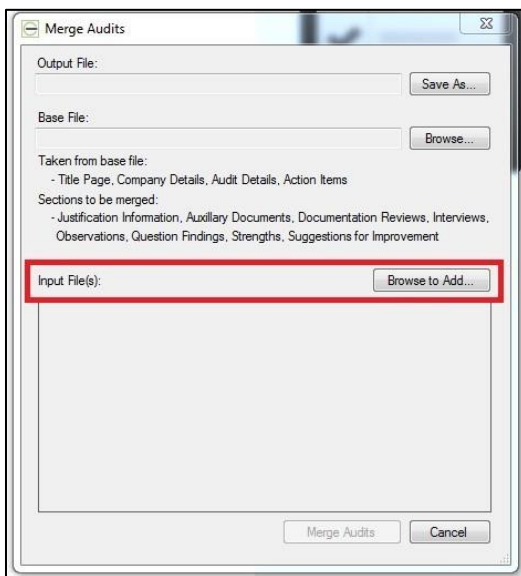 Merge Audits
Output File:
Save As...
Base File:
Browse...
Taken from base file:
- Title Page, Company Details, Audit Details, Action Items
Sections to be merged:
- Justification Information, Auxillary Documents, Documentation Reviews, Interviews,
Observations, Question Findings, Strengths, Suggestions for Improvement
Input File(s):
Browse to Add...
Merge Audits
Cancel